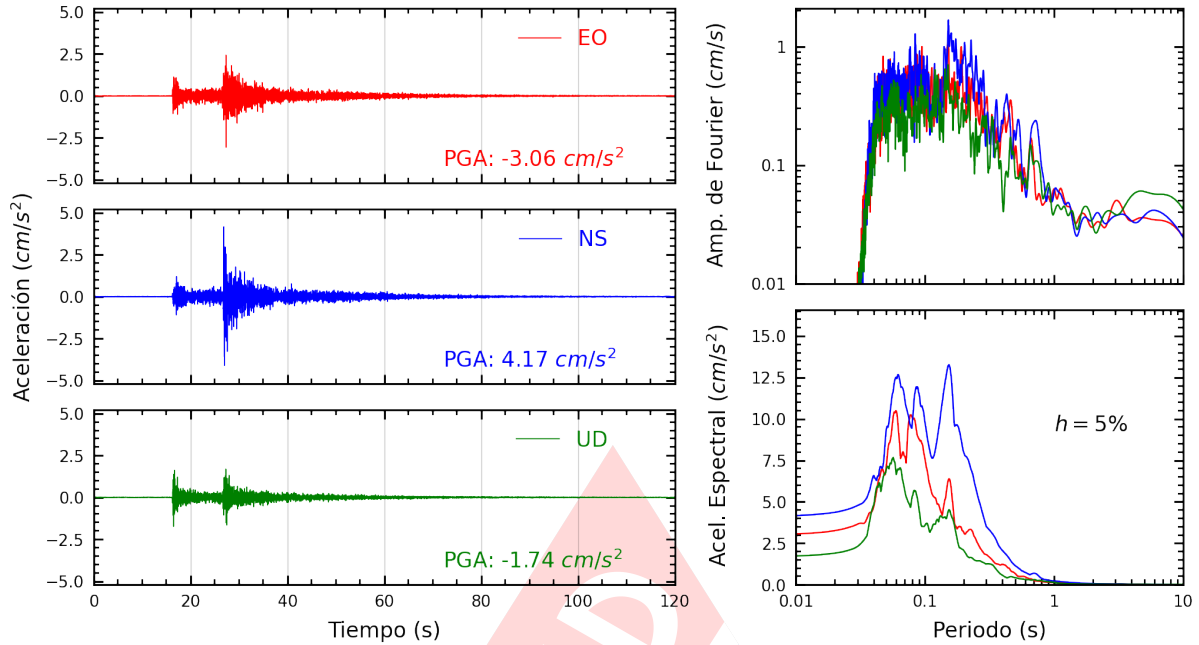 Aceleración (cm/s²)
5.0
2.5
0.0
-2.5
-5.0
EO
PGA: -3.06 cm/s²
5.0
2.5
0.0
-2.5
-5.0
NS
PGA: 4.17 cm/s²
5.0
2.5
0.0
-2.5
-5.0
UD
PGA: -1.74 cm/s²
0 20 40 60 80 100 120
Tiempo (s)
Amp. de Fourier (cm/s)
1
0.1
0.01
Acel. Espectral (cm/s²)
15.0
12.5
10.0
7.5
5.0
2.5
0.0
h = 5%
0.01 0.1 1 10
Periodo (s)